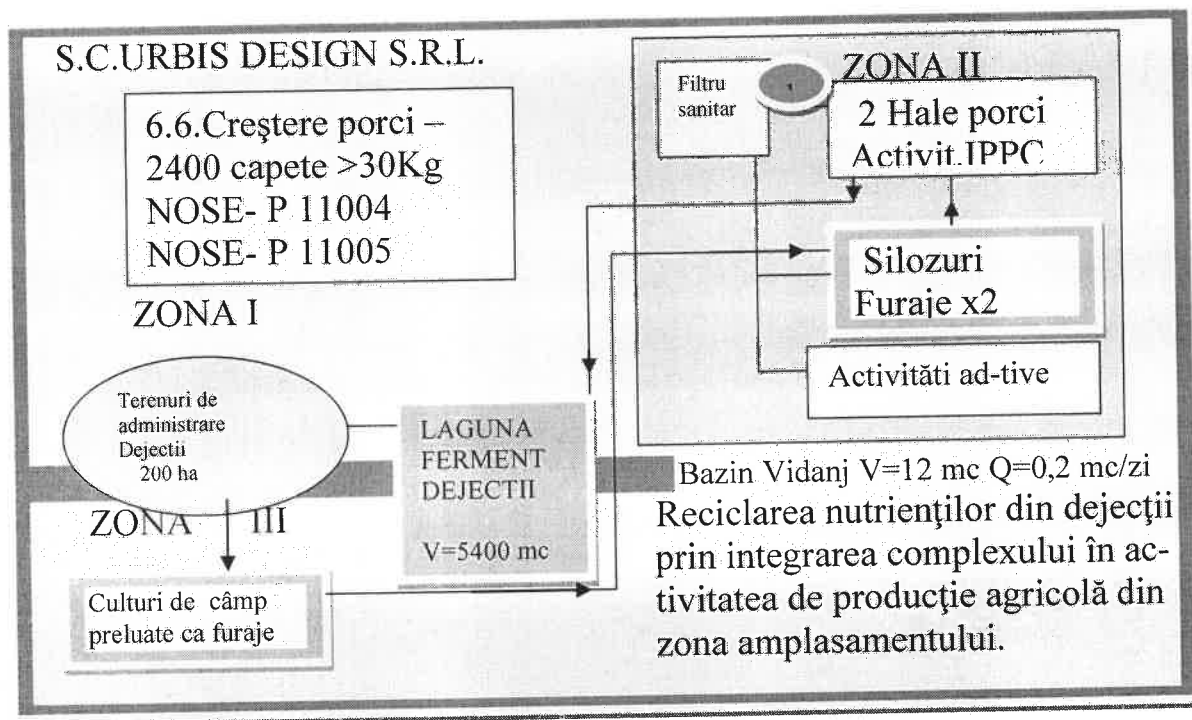 S.C.URBIS DESIGN S.R.L.
6.6.Creştere porci –
2400 capete >30Kg
NOSE- P 11004
NOSE- P 11005
ZONA I
Filtru
sanitar
ZONA II
2 Hale porci
Activit.IPPC
Silozuri
Furaje x2
Activităti ad-tive
Terenuri de
administrare
Dejectii
200 ha
LAGUNA
FERMENT
DEJECTII
V=5400 mc
ZONA III
Culturi de câmp
preluate ca furaje
Bazin Vidanj V=12 mc Q=0,2 mc/zi
Reciclarea nutrienţilor din dejecţii
prin integrarea complexului în ac-
tivitatea de producţie agricolă din
zona amplasamentului.